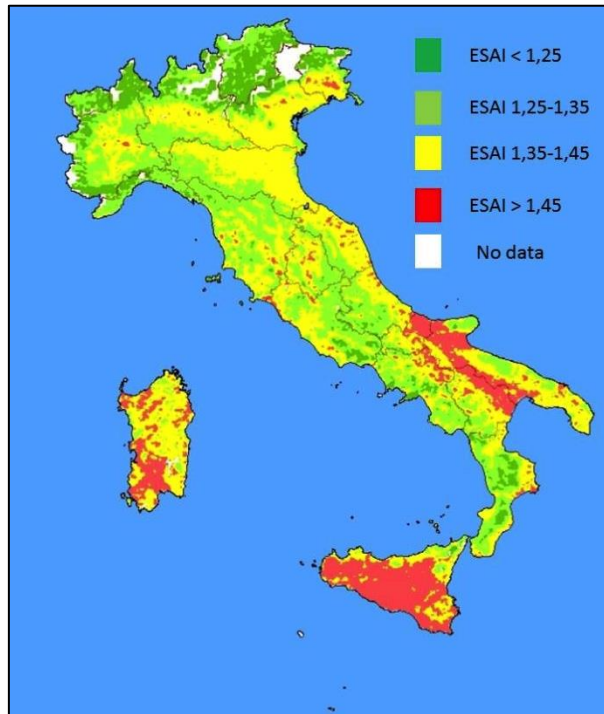 ESAI < 1,25
ESAI 1,25-1,35
ESAI 1,35-1,45
ESAI > 1,45
No data